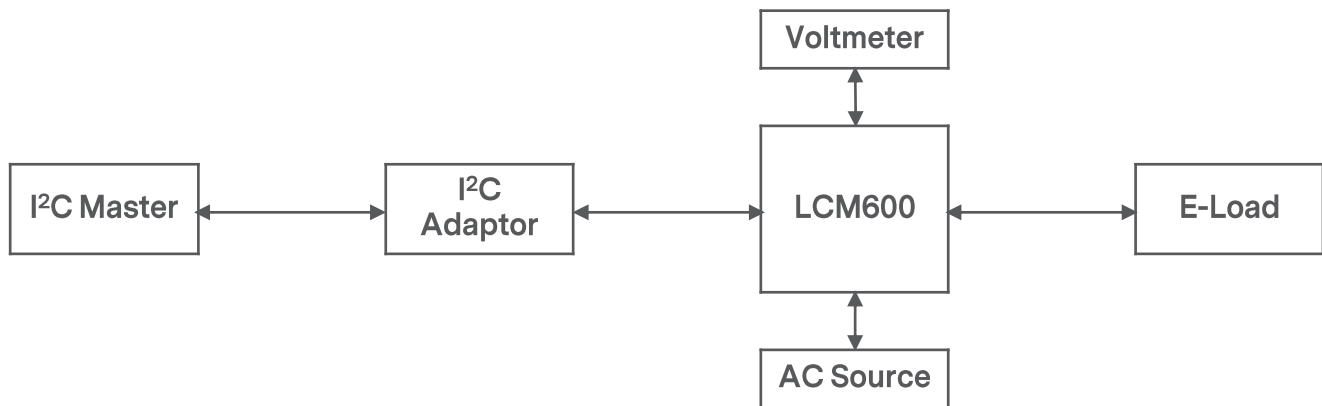 Voltmeter
I²C Master
I²C
Adaptor
LCM600
E-Load
AC Source